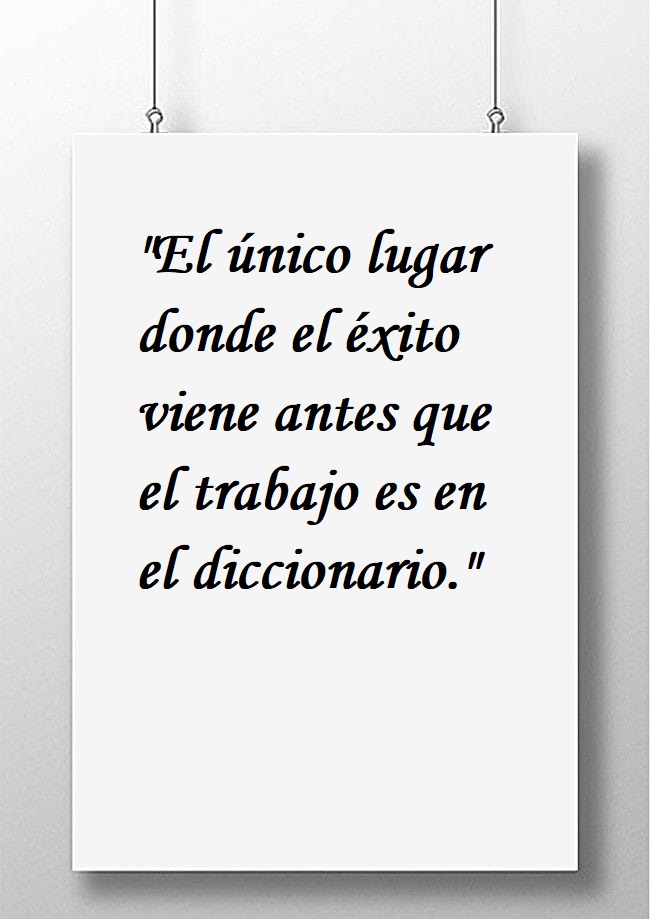 "El único lugar
donde el éxito
viene antes que
el trabajo es en
el diccionario."